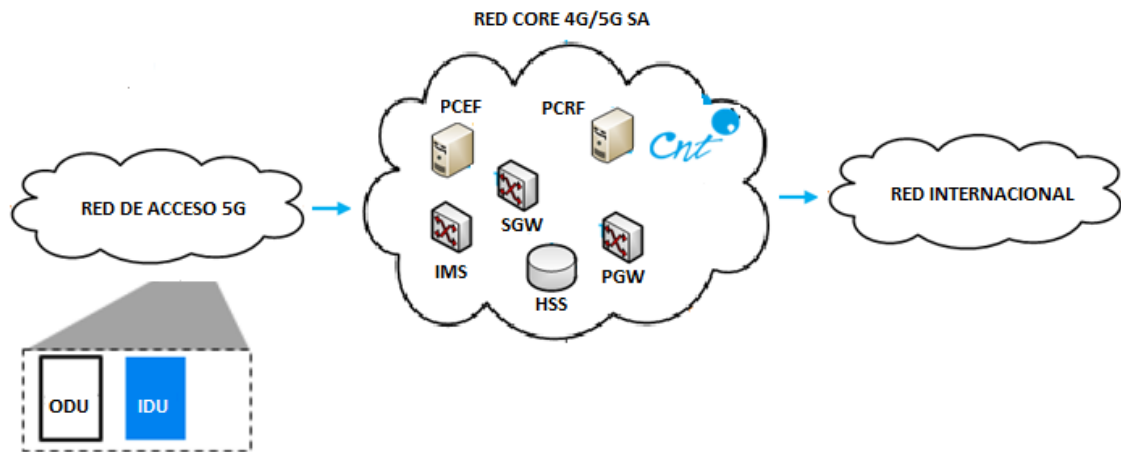 RED CORE 4G/5G SA
PCEF
PCRF
cnt
RED DE ACCESO 5G
SGW
RED INTERNACIONAL
IMS
PGW
HSS
ODU
IDU